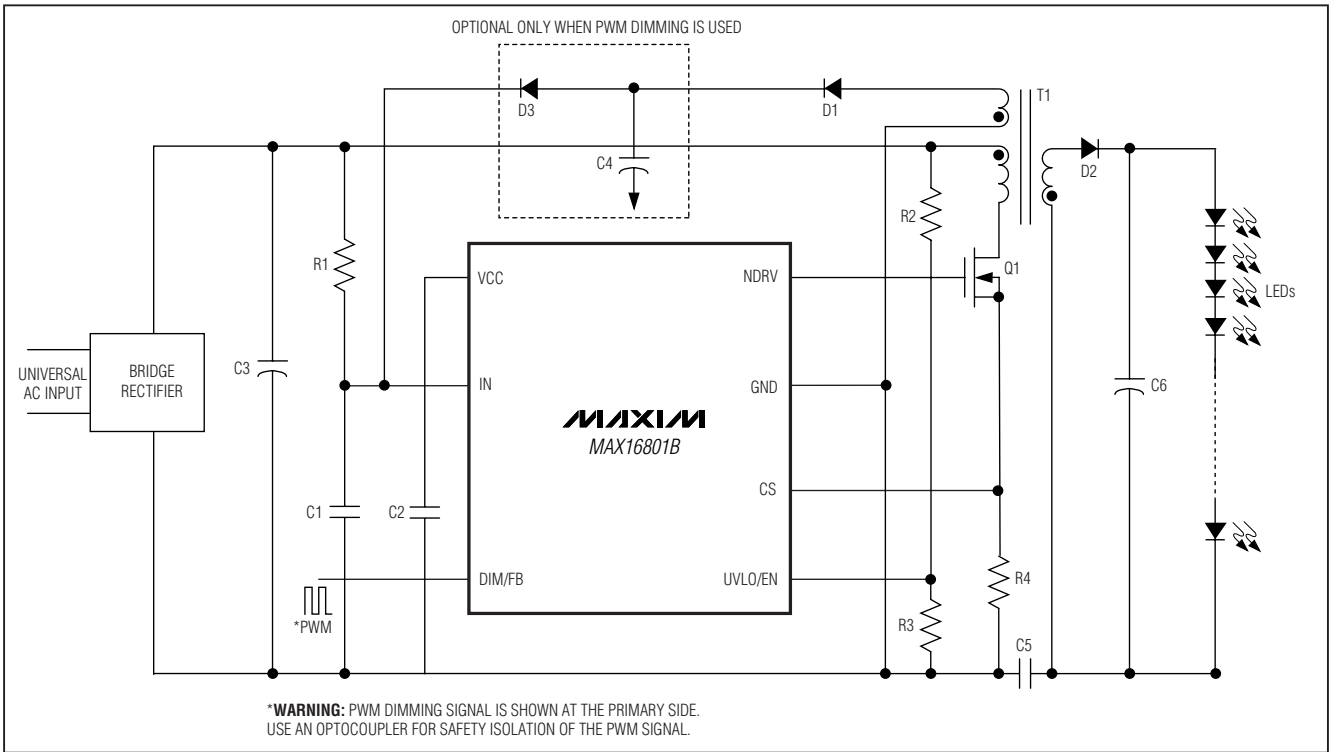 OPTIONAL ONLY WHEN PWM DIMMING IS USED
D3
D1
T1
C4
D2
R2
R1
VCC
NDRV
Q1
LEDs
UNIVERSAL
AC INPUT
BRIDGE
RECTIFIER
C3
IN
GND
C6
MAXIM
MAX16801B
CS
C1
C2
DIM/FB
UVLO/EN
R4
*PWM
R3
C5
*WARNING: PWM DIMMING SIGNAL IS SHOWN AT THE PRIMARY SIDE.
USE AN OPTOCOUPLER FOR SAFETY ISOLATION OF THE PWM SIGNAL.